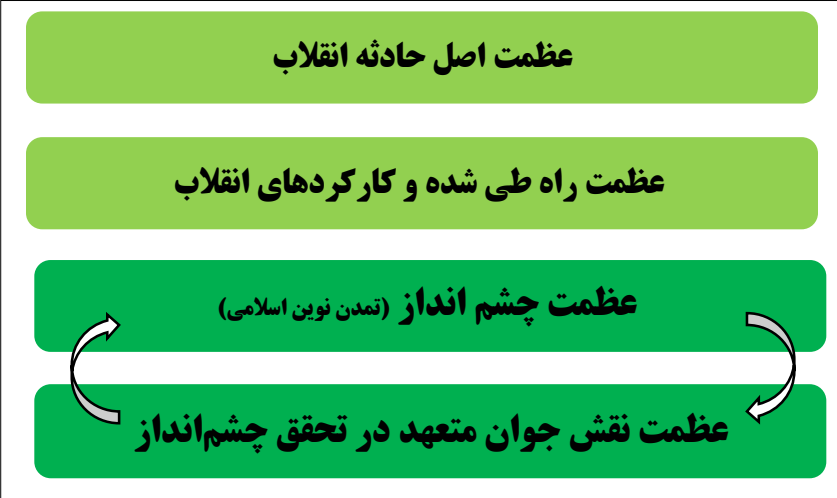 عظمت اصل حادثه انقلاب
عظمت راه طی شده و کارکردهای انقلاب
عظمت چشم انداز (تمدن نوین اسلامی)
عظمت نقش جوان متعهد در تحقق چشم‌انداز